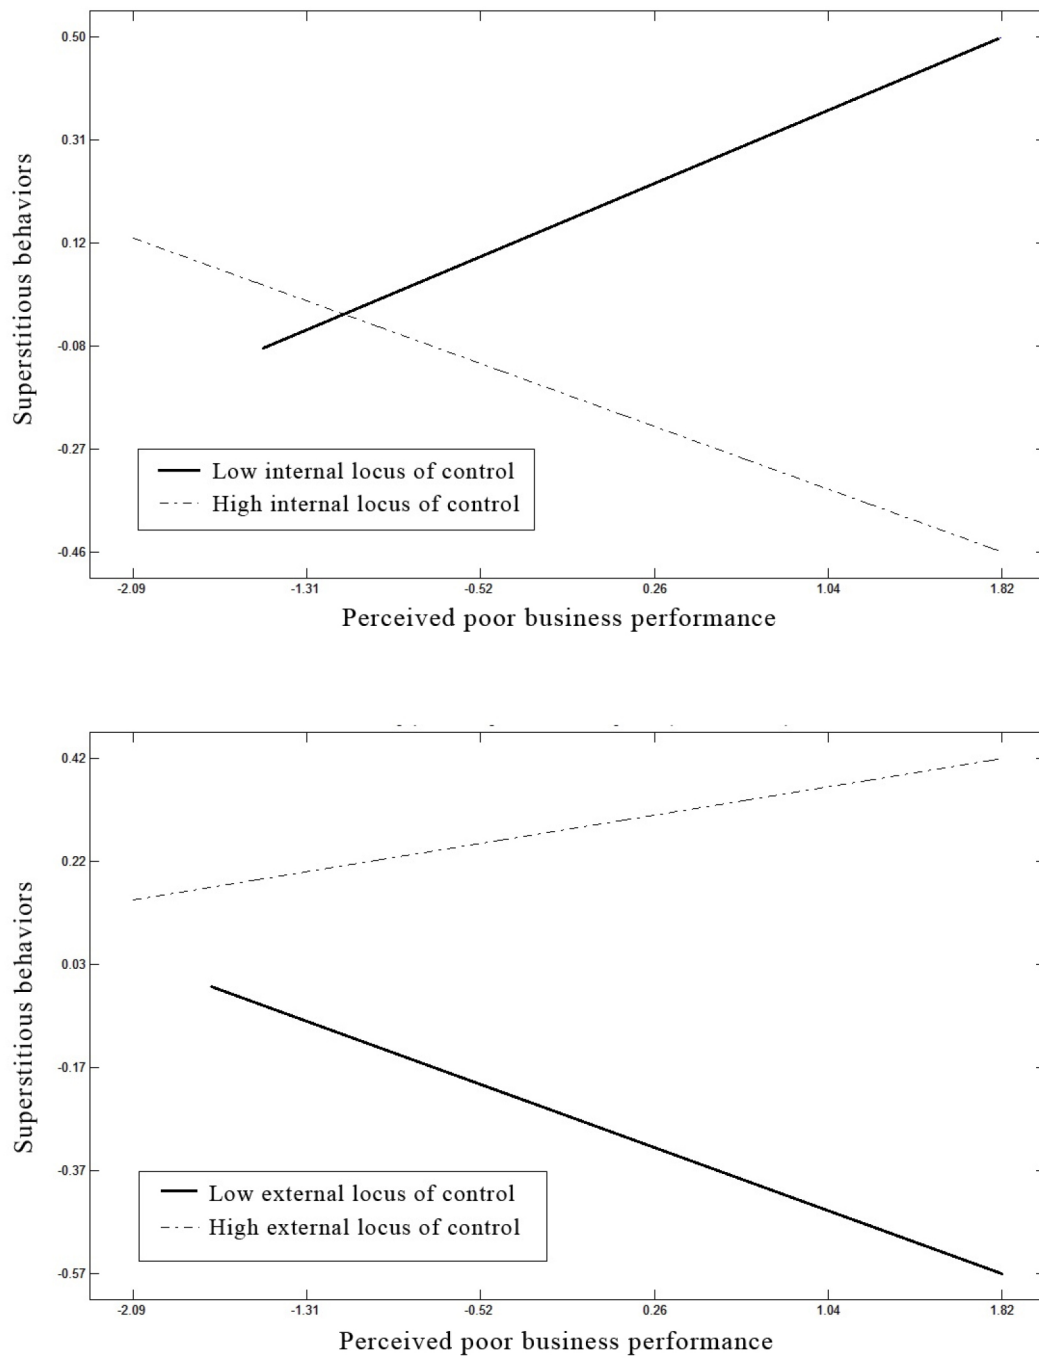 0.50
0.31
0.12
-0.08
-0.27
-0.46
Superstitious behaviors
Low internal locus of control
High internal locus of control
-2.09 -1.31 -0.52 0.26 1.04 1.82
Perceived poor business performance
0.42
0.22
0.03
-0.17
-0.37
-0.57
Superstitious behaviors
Low external locus of control
High external locus of control
-2.09 -1.31 -0.52 0.26 1.04 1.82
Perceived poor business performance